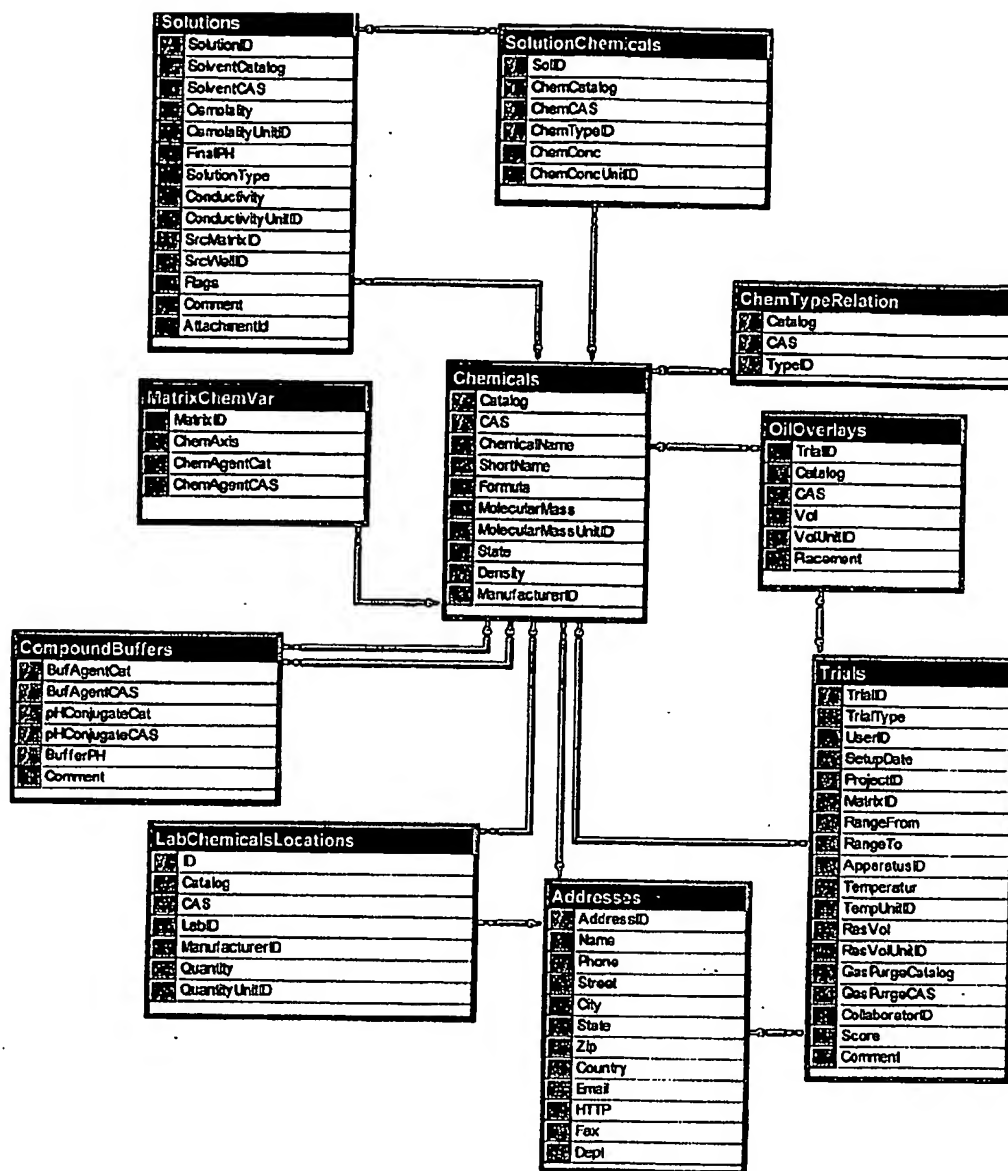 Solutions
SolutionID
SolventCatalog
SolventCAS
Osmolality
OsmolalityUnitID
FinalPH
SolutionType
Conductivity
ConductivityUnitID
SrcMatrixID
SrcWellID
Flags
Comment
AttachmentId
SolutionChemicals
SolID
ChemCatalog
ChemCAS
ChemTypeID
ChemConc
ChemConcUnitID
ChemTypeRelation
Catalog
CAS
TypeID
MatrixChemVar
MatrixID
ChemAxis
ChemAgentCat
ChemAgentCAS
Chemicals
Catalog
CAS
ChemicalName
ShortName
Formula
MolecularMass
MolecularMassUnitID
State
Density
ManufacturerID
OilOverlays
TrialID
Catalog
CAS
Vol
VolUnitID
Placement
CompoundBuffers
BufAgentCat
BufAgentCAS
pHConjugateCat
pHConjugateCAS
BufferPH
Comment
Trials
TrialID
TrialType
UserID
SetupDate
ProjectID
MatrixID
RangeFrom
RangeTo
ApparatusID
Temperatur
TempUnitID
ResVol
ResVolUnitID
GasPurgeCatalog
GasPurgeCAS
CollaboratorID
Score
Comment
LabChemicalsLocations
ID
Catalog
CAS
LabID
ManufacturerID
Quantity
QuantityUnitID
Addresses
AddressID
Name
Phone
Street
City
State
Zip
Country
Email
HTTP
Fax
Dept